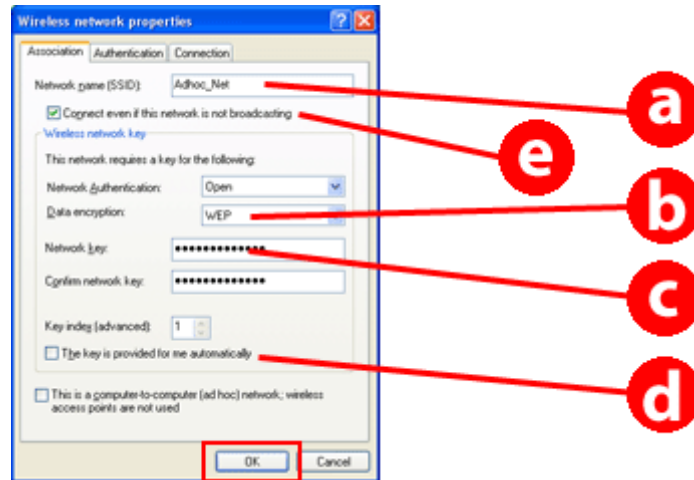 Wireless network properties
Association Authentication Connection
Network name (SSID): Adhoc_Net
a
Connect even if this network is not broadcasting
e
Wireless network key
This network requires a key for the following:
Network Authentication: Open
Data encryption: WEP
b
Network key: •••••••••••••
c
Confirm network key: •••••••••••••
Key index (advanced): 1
The key is provided for me automatically
d
This is a computer-to-computer (ad hoc) network; wireless
access points are not used
OK Cancel